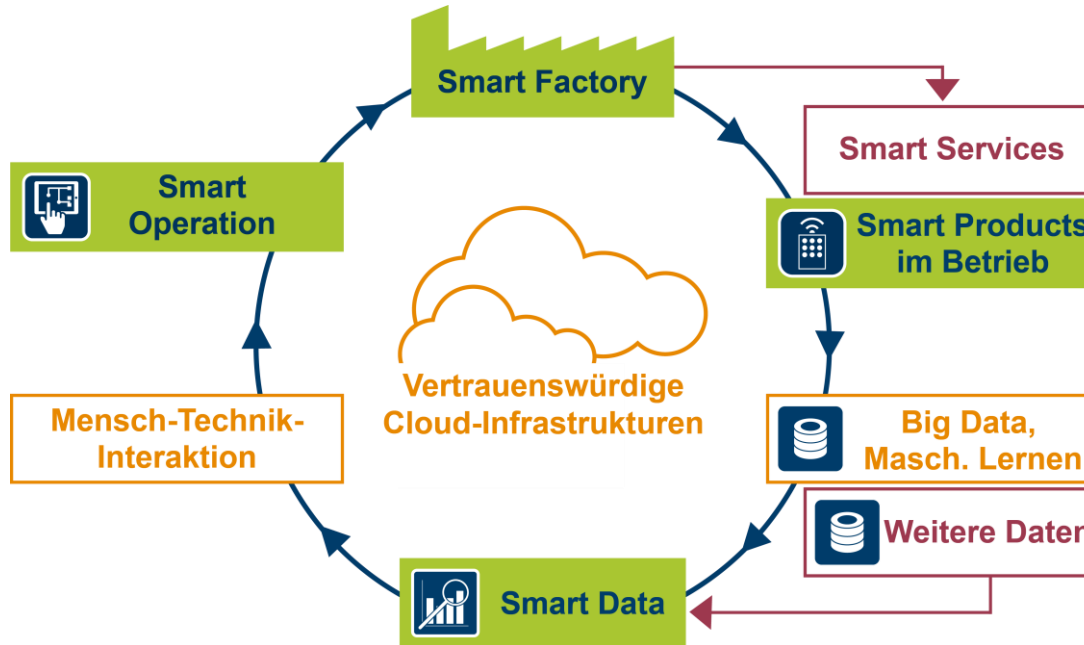 Smart Factory
Smart Services
Smart
Operation
Smart Products
im Betrieb
Vertrauenswürdige
Cloud-Infrastrukturen
Mensch-Technik-
Interaktion
Big Data,
Masch. Lernen
Weitere Daten
Smart Data